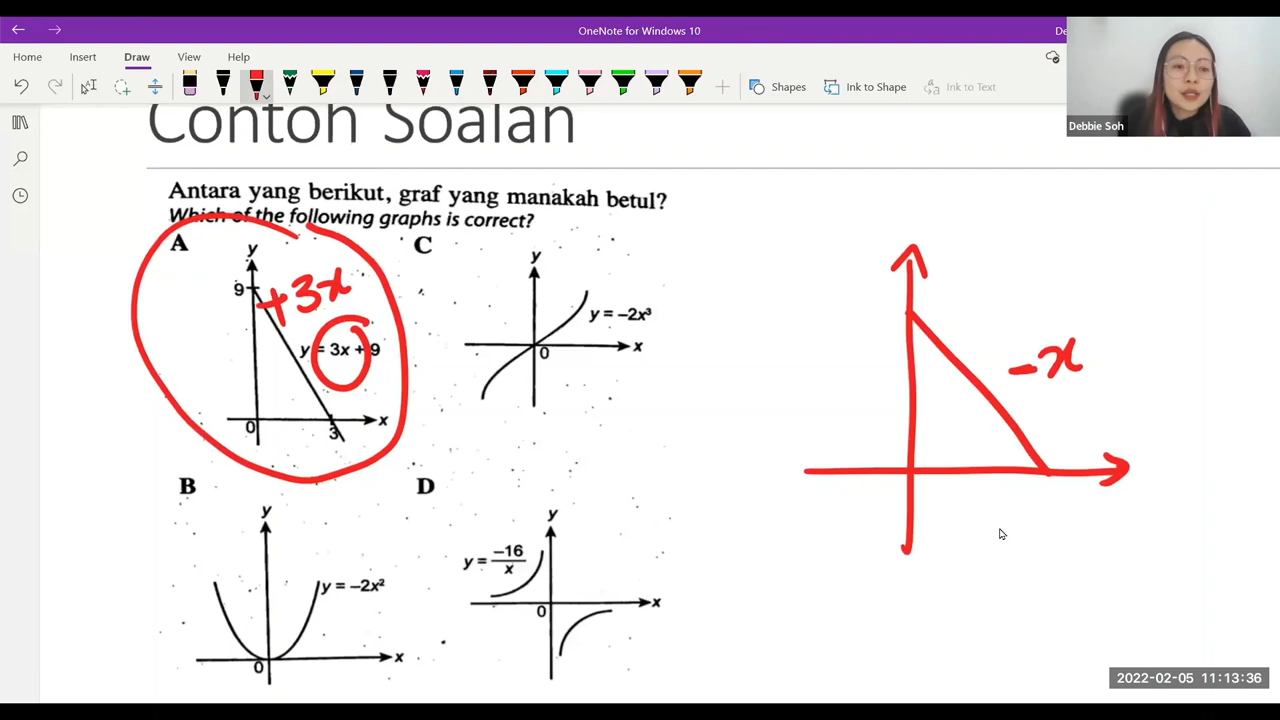 OneNote for Windows 10
De
Home Insert Draw View Help
Shapes Ink to Shape Ink to Text
Debbie Soh
Contoh Soalan
Antara yang berikut, graf yang manakah betul?
Which of the following graphs is correct?
A
y
9
+3x
y = 3x + 9
0
3
x
C
y
y = -2x³
0
x
-x
B
y
y = -2x²
0
x
D
y
y = -16/x
0
x
2022-02-05 11:13:36